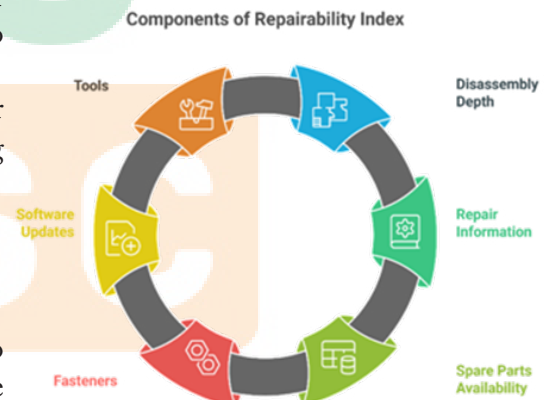 Components of Repairability Index
Tools
Disassembly
Depth
Software
Updates
Repair
Information
Fasteners
Spare Parts
Availability